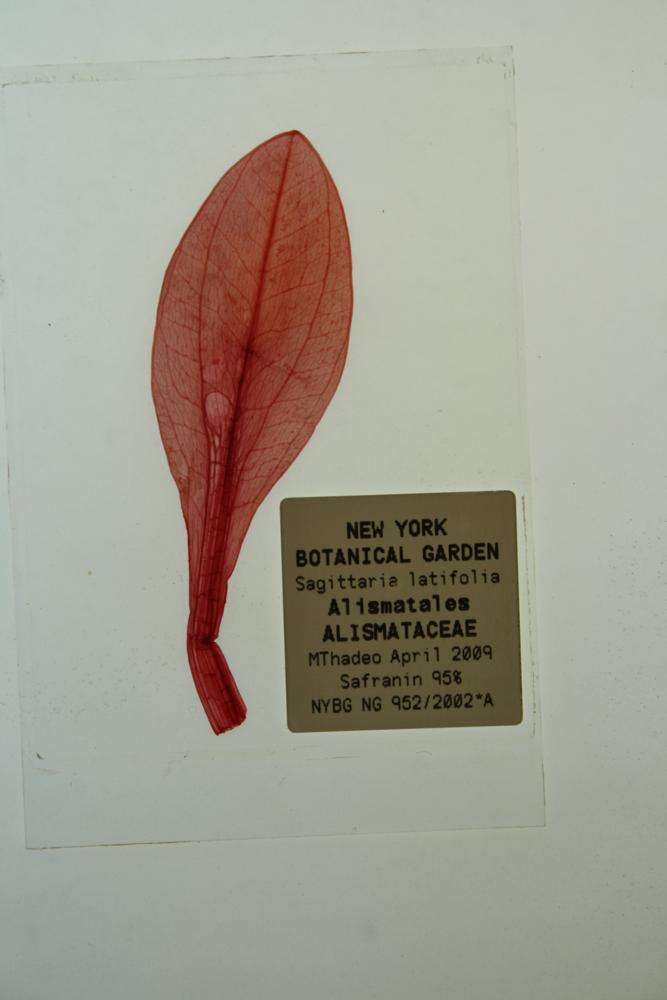 NEW YORK
BOTANICAL GARDEN
Sagittaria latifolia
Alismatales
ALISMATACEAE
MThadeo April 2009
Safranin 95%
NYBG NG 952/2002*A